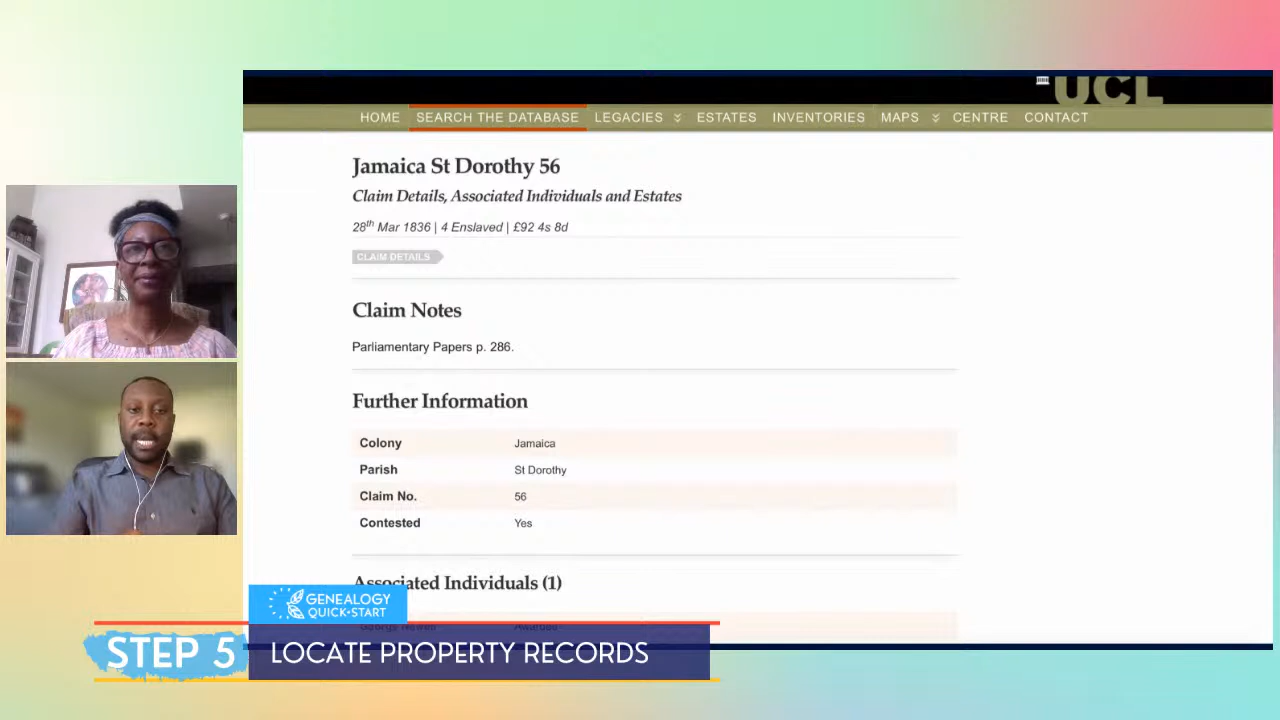 UCL
HOME SEARCH THE DATABASE LEGACIES ESTATES INVENTORIES MAPS CENTRE CONTACT
Jamaica St Dorothy 56
Claim Details, Associated Individuals and Estates
28th Mar 1836 | 4 Enslaved | £92 4s 8d
CLAIM DETAILS
Claim Notes
Parliamentary Papers p. 286.
Further Information
Colony Jamaica
Parish St Dorothy
Claim No. 56
Contested Yes
Associated Individuals (1)
GENEALOGY
QUICK•START
STEP 5 LOCATE PROPERTY RECORDS